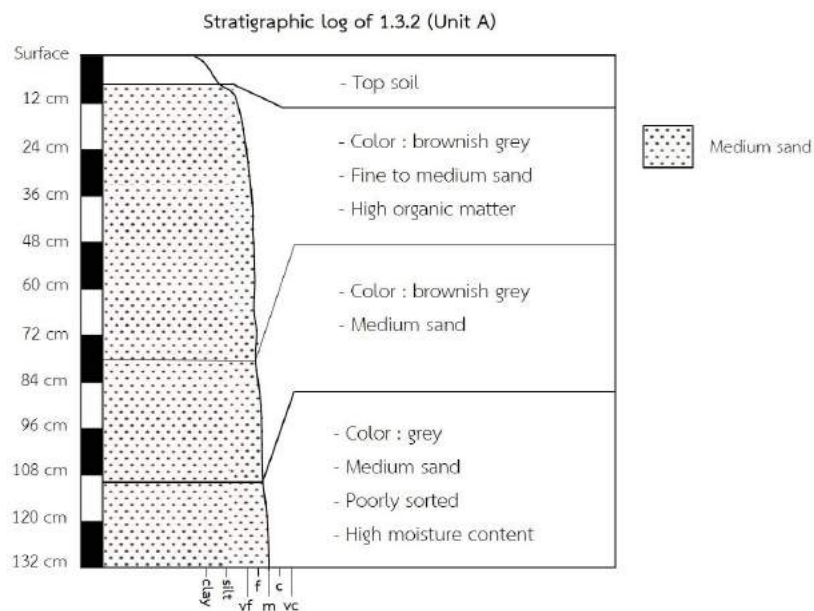 Stratigraphic log of 1.3.2 (Unit A)
Surface
12 cm
24 cm
36 cm
48 cm
60 cm
72 cm
84 cm
96 cm
108 cm
120 cm
132 cm
- Top soil
- Color : brownish grey
- Fine to medium sand
- High organic matter
- Color : brownish grey
- Medium sand
- Color : grey
- Medium sand
- Poorly sorted
- High moisture content
Medium sand
clay
silt
vf
f
m
c
vc